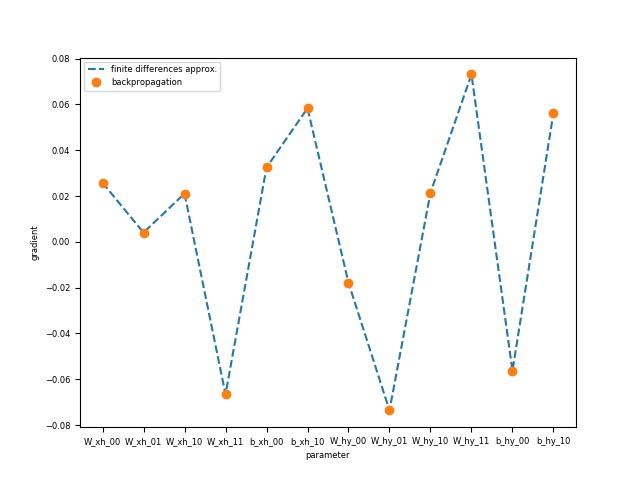 finite differences approx.
backpropagation
0.08
0.06
0.04
0.02
0.00
−0.02
−0.04
−0.06
−0.08
gradient
W_xh_00 W_xh_01 W_xh_10 W_xh_11 b_xh_00 b_xh_10 W_hy_00 W_hy_01 W_hy_10 W_hy_11 b_hy_00 b_hy_10
parameter